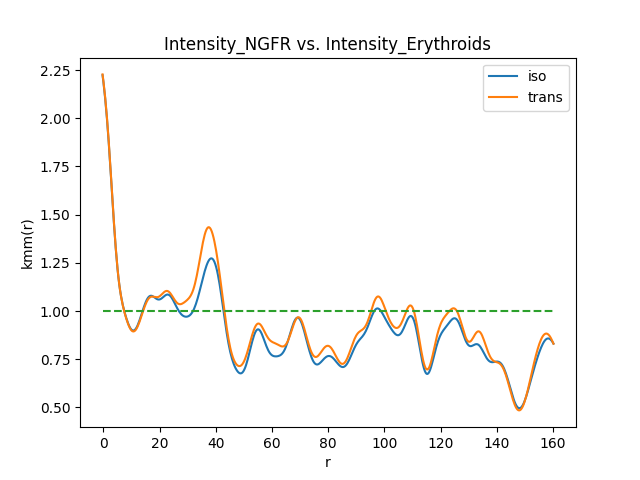 Intensity_NGFR vs. Intensity_Erythroids
iso
trans
kmm(r)
2.25
2.00
1.75
1.50
1.25
1.00
0.75
0.50
0 20 40 60 80 100 120 140 160
r